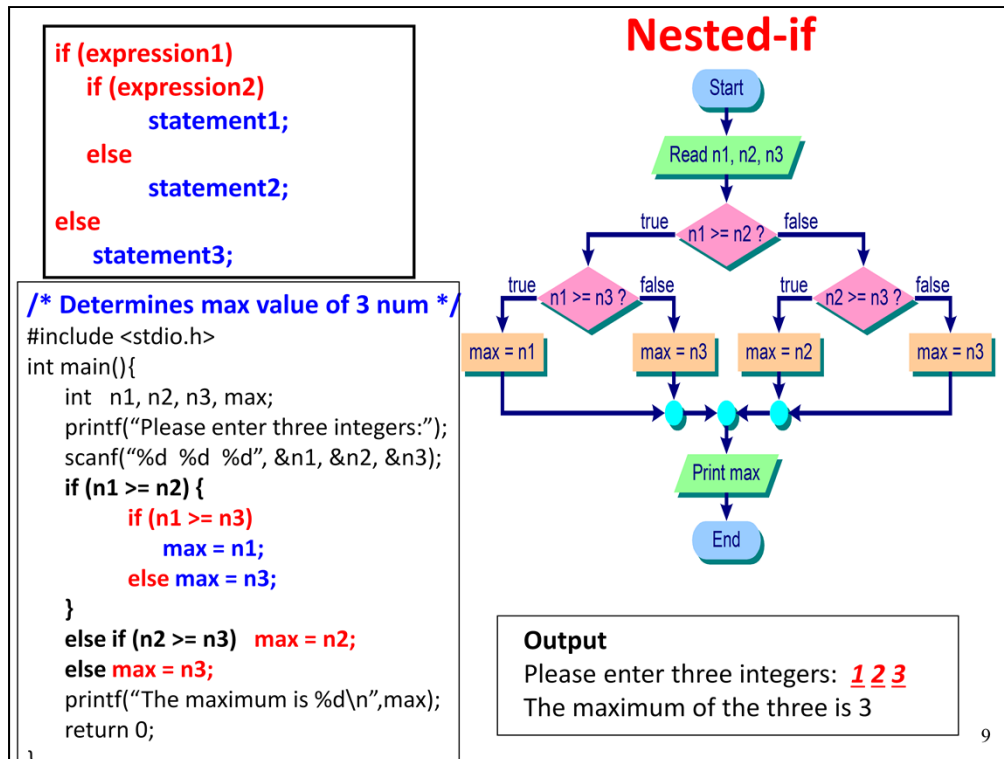 Nested-if
if (expression1)
if (expression2)
statement1;
else
statement2;
else
statement3;
/* Determines max value of 3 num */
#include <stdio.h>
int main(){
int n1, n2, n3, max;
printf(“Please enter three integers:”);
scanf(“%d %d %d”, &n1, &n2, &n3);
if (n1 >= n2) {
if (n1 >= n3)
max = n1;
else max = n3;
}
else if (n2 >= n3) max = n2;
else max = n3;
printf(“The maximum is %d\n”,max);
return 0;
}
Start
Read n1, n2, n3
true
n1 >= n2 ?
false
true
n1 >= n3 ?
false
true
n2 >= n3 ?
false
max = n1
max = n3
max = n2
max = n3
Print max
End
Output
Please enter three integers: 1 2 3
The maximum of the three is 3
9